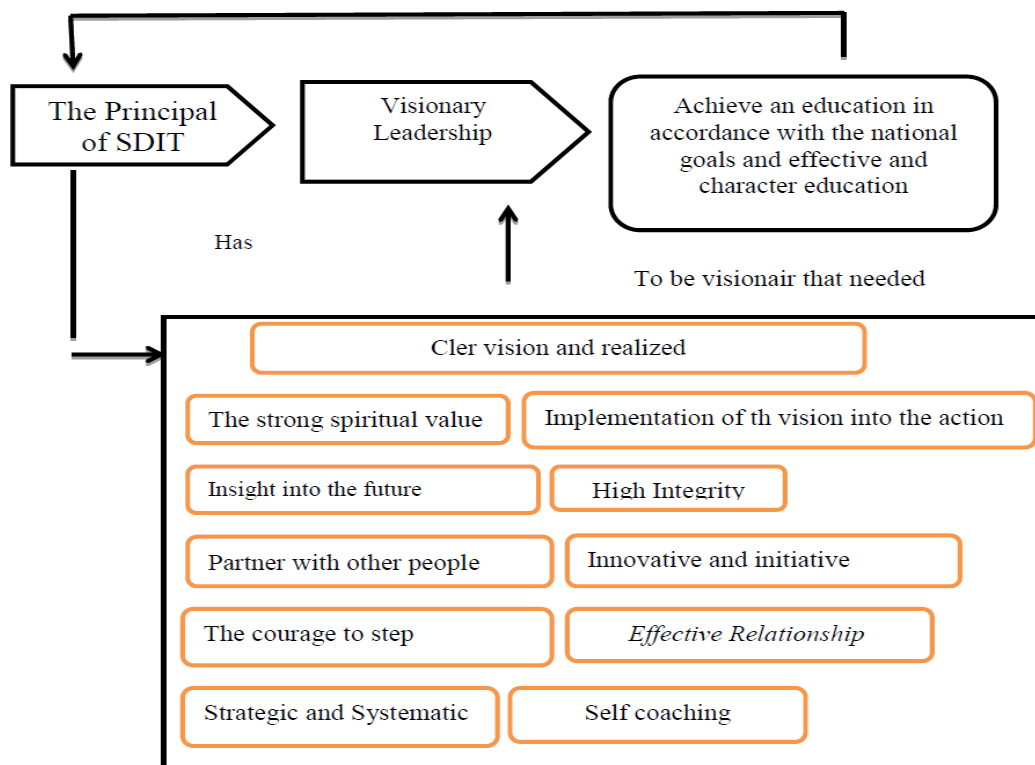 The Principal
of SDIT
Visionary
Leadership
Achieve an education in
accordance with the national
goals and effective and
character education
Has
To be visionair that needed
Cler vision and realized
The strong spiritual value
Implementation of th vision into the action
Insight into the future
High Integrity
Partner with other people
Innovative and initiative
The courage to step
Effective Relationship
Strategic and Systematic
Self coaching